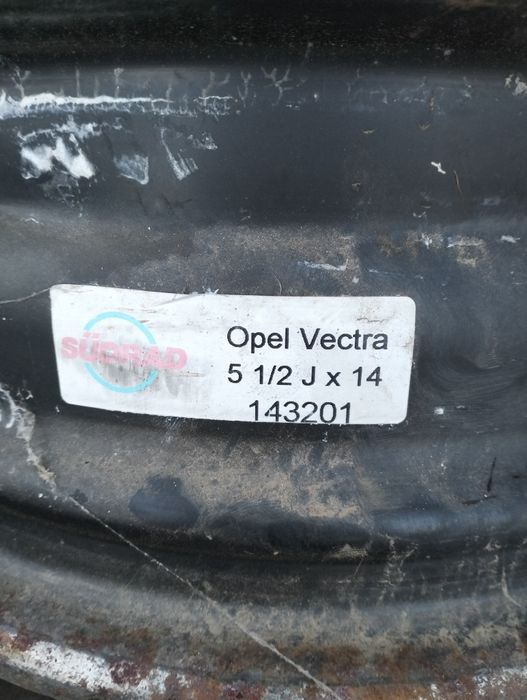 SÜDRAD
Opel Vectra
5 1/2 J x 14
143201